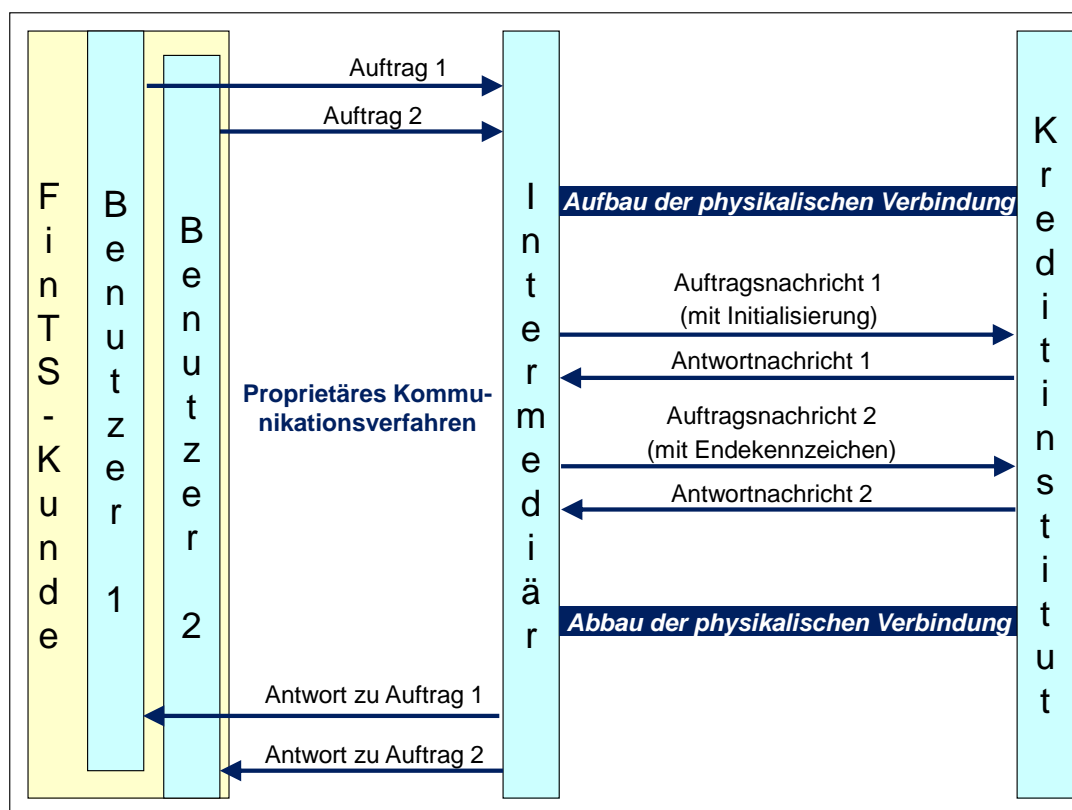 FinTS-Kunde
Benutzer 1
Benutzer 2
Auftrag 1
Auftrag 2
Proprietäres Kommu-
nikationsverfahren
Antwort zu Auftrag 1
Antwort zu Auftrag 2
Intermediär
Aufbau der physikalischen Verbindung
Auftragsnachricht 1
(mit Initialisierung)
Antwortnachricht 1
Auftragsnachricht 2
(mit Endekennzeichen)
Antwortnachricht 2
Abbau der physikalischen Verbindung
Kreditinstitut